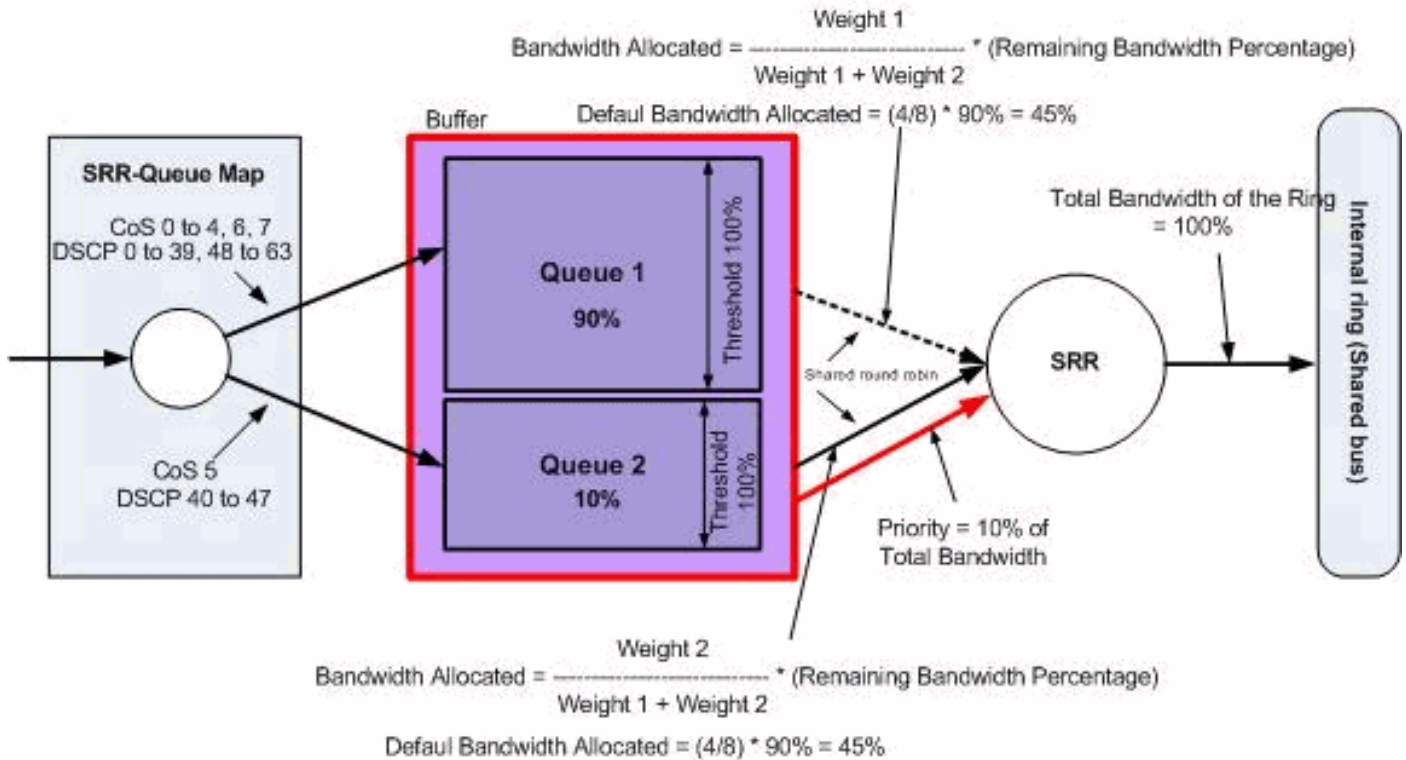 Weight 1
Bandwidth Allocated = ------------------------------ * (Remaining Bandwidth Percentage)
Weight 1 + Weight 2
Defaul Bandwidth Allocated = (4/8) * 90% = 45%
Buffer
SRR-Queue Map
CoS 0 to 4, 6, 7
DSCP 0 to 39, 48 to 63
CoS 5
DSCP 40 to 47
Queue 1
90%
Threshold 100%
Queue 2
10%
Threshold
100%
Shared round robin
SRR
Total Bandwidth of the Ring
= 100%
Internal ring (Shared bus)
Priority = 10% of
Total Bandwidth
Weight 2
Bandwidth Allocated = ------------------------------ * (Remaining Bandwidth Percentage)
Weight 1 + Weight 2
Defaul Bandwidth Allocated = (4/8) * 90% = 45%